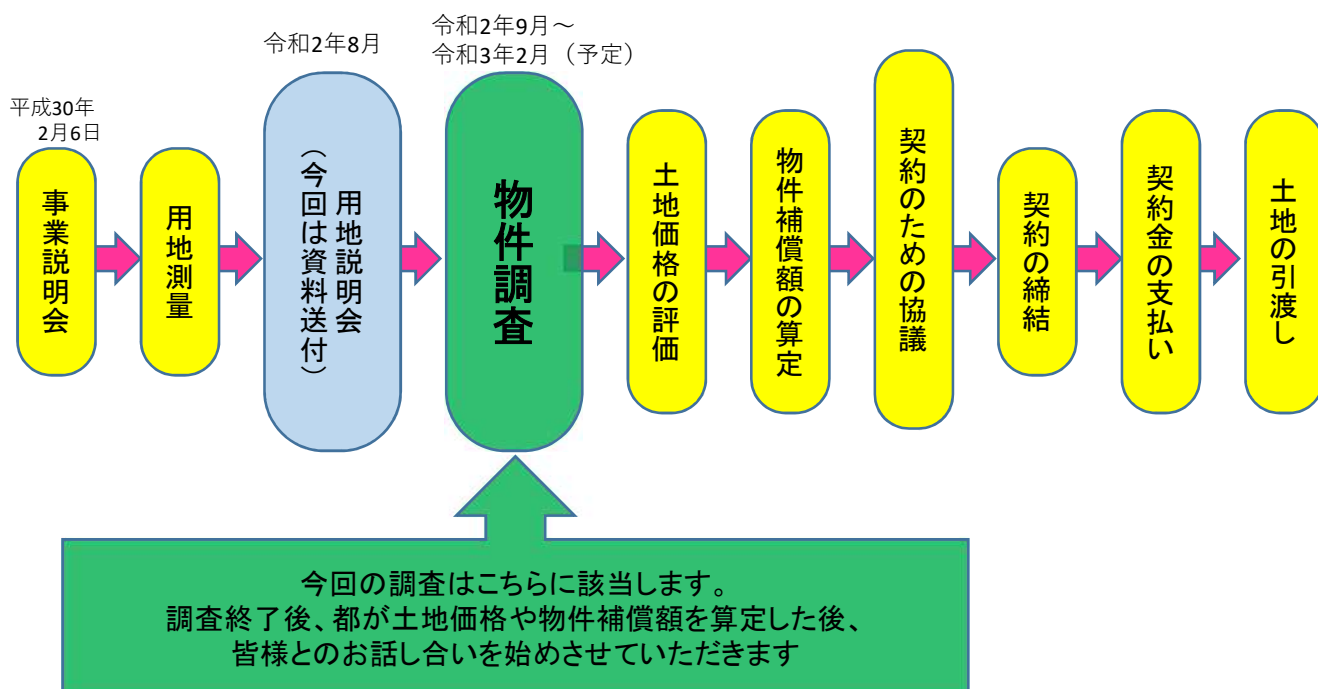 平成30年
2月6日
事業説明会
用地測量
令和2年8月
用地説明会
（今回は資料送付）
令和2年9月～
令和3年2月（予定）
物件調査
土地価格の評価
物件補償額の算定
契約のための協議
契約の締結
契約金の支払い
土地の引渡し
今回の調査はこちらに該当します。
調査終了後、都が土地価格や物件補償額を算定した後、
皆様とのお話し合いを始めさせていただきます